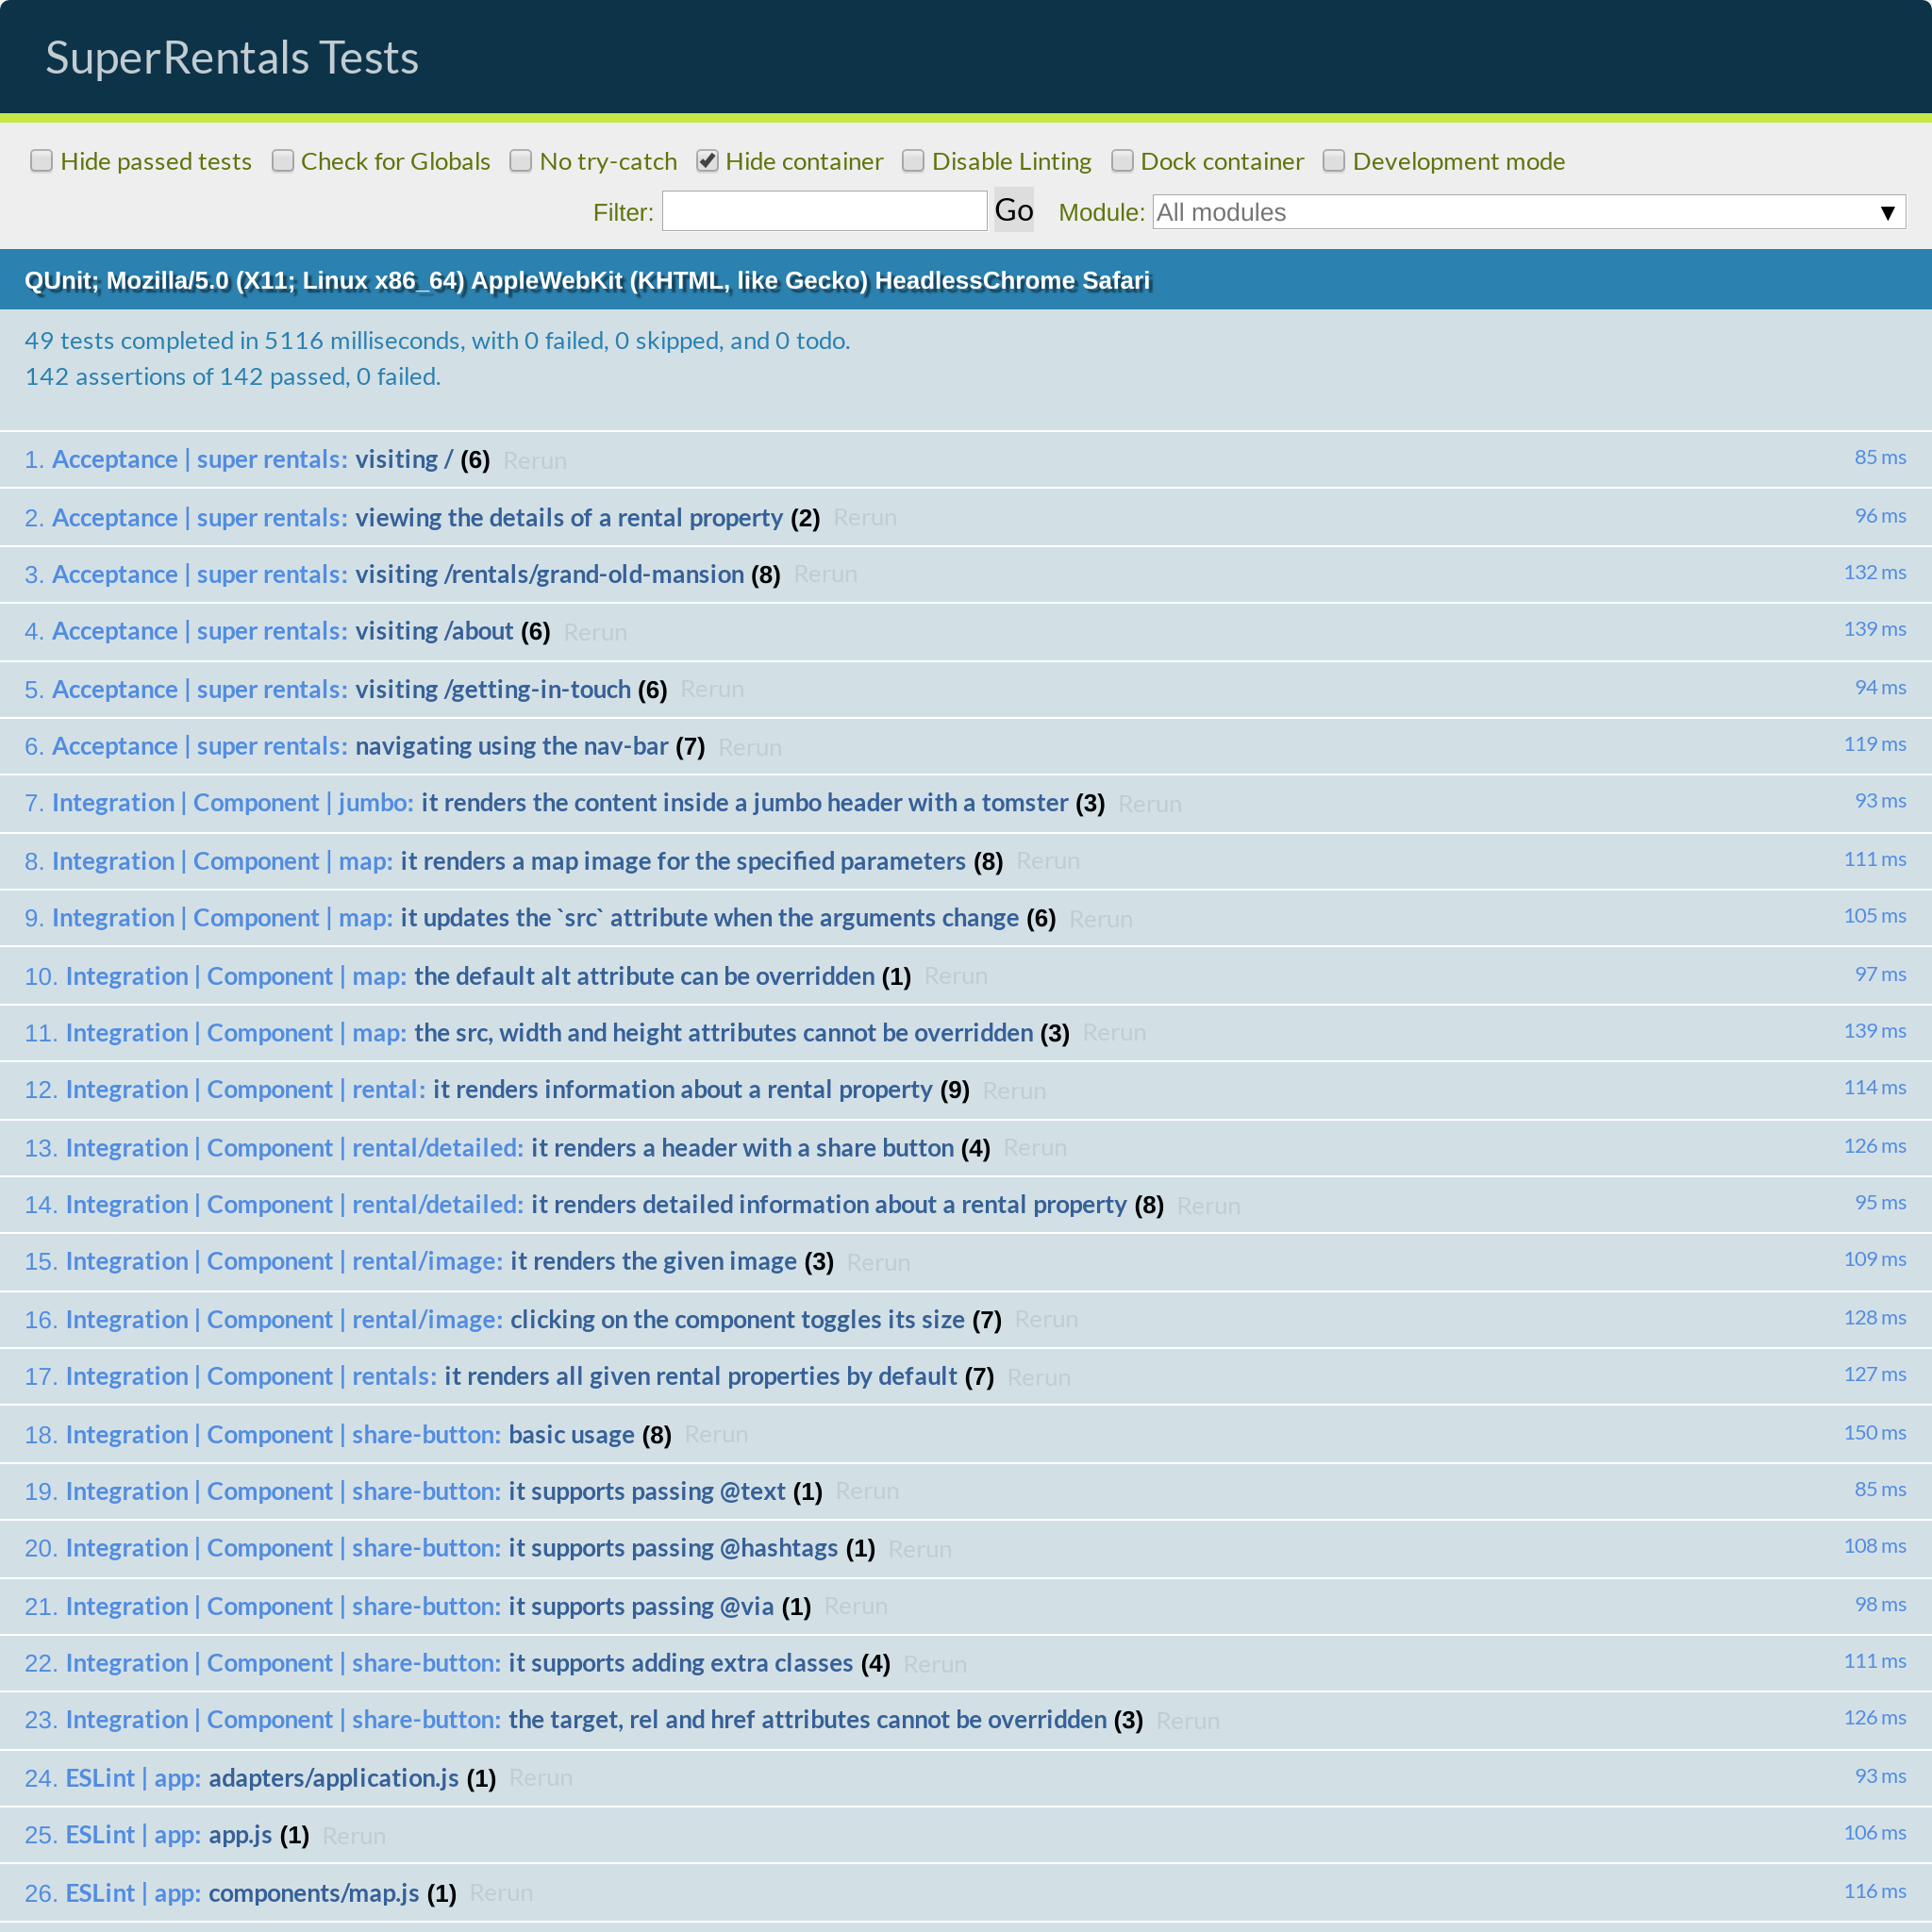 SuperRentals Tests
Hide passed tests Check for Globals No try-catch Hide container Disable Linting Dock container Development mode
Filter: Go Module: All modules ▼
QUnit; Mozilla/5.0 (X11; Linux x86_64) AppleWebKit (KHTML, like Gecko) HeadlessChrome Safari
49 tests completed in 5116 milliseconds, with 0 failed, 0 skipped, and 0 todo.
142 assertions of 142 passed, 0 failed.
1. Acceptance | super rentals: visiting / (6) Rerun 85 ms
2. Acceptance | super rentals: viewing the details of a rental property (2) Rerun 96 ms
3. Acceptance | super rentals: visiting /rentals/grand-old-mansion (8) Rerun 132 ms
4. Acceptance | super rentals: visiting /about (6) Rerun 139 ms
5. Acceptance | super rentals: visiting /getting-in-touch (6) Rerun 94 ms
6. Acceptance | super rentals: navigating using the nav-bar (7) Rerun 119 ms
7. Integration | Component | jumbo: it renders the content inside a jumbo header with a tomster (3) Rerun 93 ms
8. Integration | Component | map: it renders a map image for the specified parameters (8) Rerun 111 ms
9. Integration | Component | map: it updates the `src` attribute when the arguments change (6) Rerun 105 ms
10. Integration | Component | map: the default alt attribute can be overridden (1) Rerun 97 ms
11. Integration | Component | map: the src, width and height attributes cannot be overridden (3) Rerun 139 ms
12. Integration | Component | rental: it renders information about a rental property (9) Rerun 114 ms
13. Integration | Component | rental/detailed: it renders a header with a share button (4) Rerun 126 ms
14. Integration | Component | rental/detailed: it renders detailed information about a rental property (8) Rerun 95 ms
15. Integration | Component | rental/image: it renders the given image (3) Rerun 109 ms
16. Integration | Component | rental/image: clicking on the component toggles its size (7) Rerun 128 ms
17. Integration | Component | rentals: it renders all given rental properties by default (7) Rerun 127 ms
18. Integration | Component | share-button: basic usage (8) Rerun 150 ms
19. Integration | Component | share-button: it supports passing @text (1) Rerun 85 ms
20. Integration | Component | share-button: it supports passing @hashtags (1) Rerun 108 ms
21. Integration | Component | share-button: it supports passing @via (1) Rerun 98 ms
22. Integration | Component | share-button: it supports adding extra classes (4) Rerun 111 ms
23. Integration | Component | share-button: the target, rel and href attributes cannot be overridden (3) Rerun 126 ms
24. ESLint | app: adapters/application.js (1) Rerun 93 ms
25. ESLint | app: app.js (1) Rerun 106 ms
26. ESLint | app: components/map.js (1) Rerun 116 ms